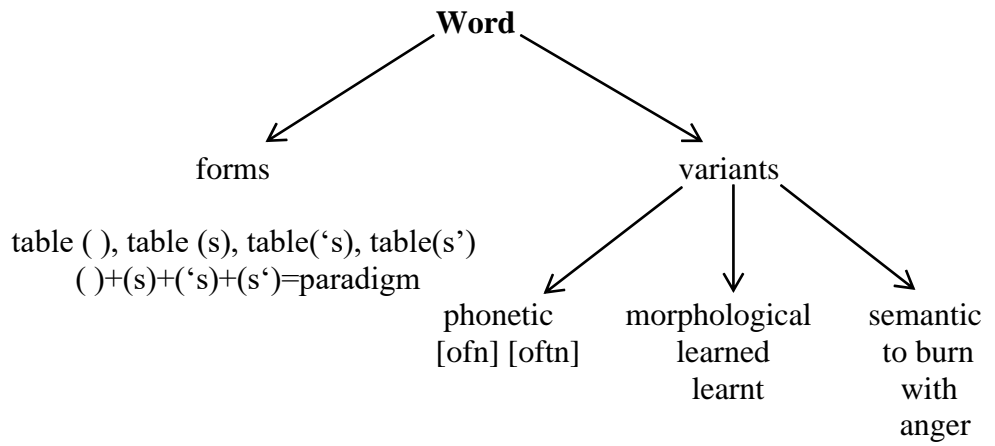 Word
forms
variants
table ( ), table (s), table(‘s), table(s’)
( )+(s)+(‘s)+(s‘)=paradigm
phonetic
[ofn] [oftn]
morphological
learned
learnt
semantic
to burn
with
anger